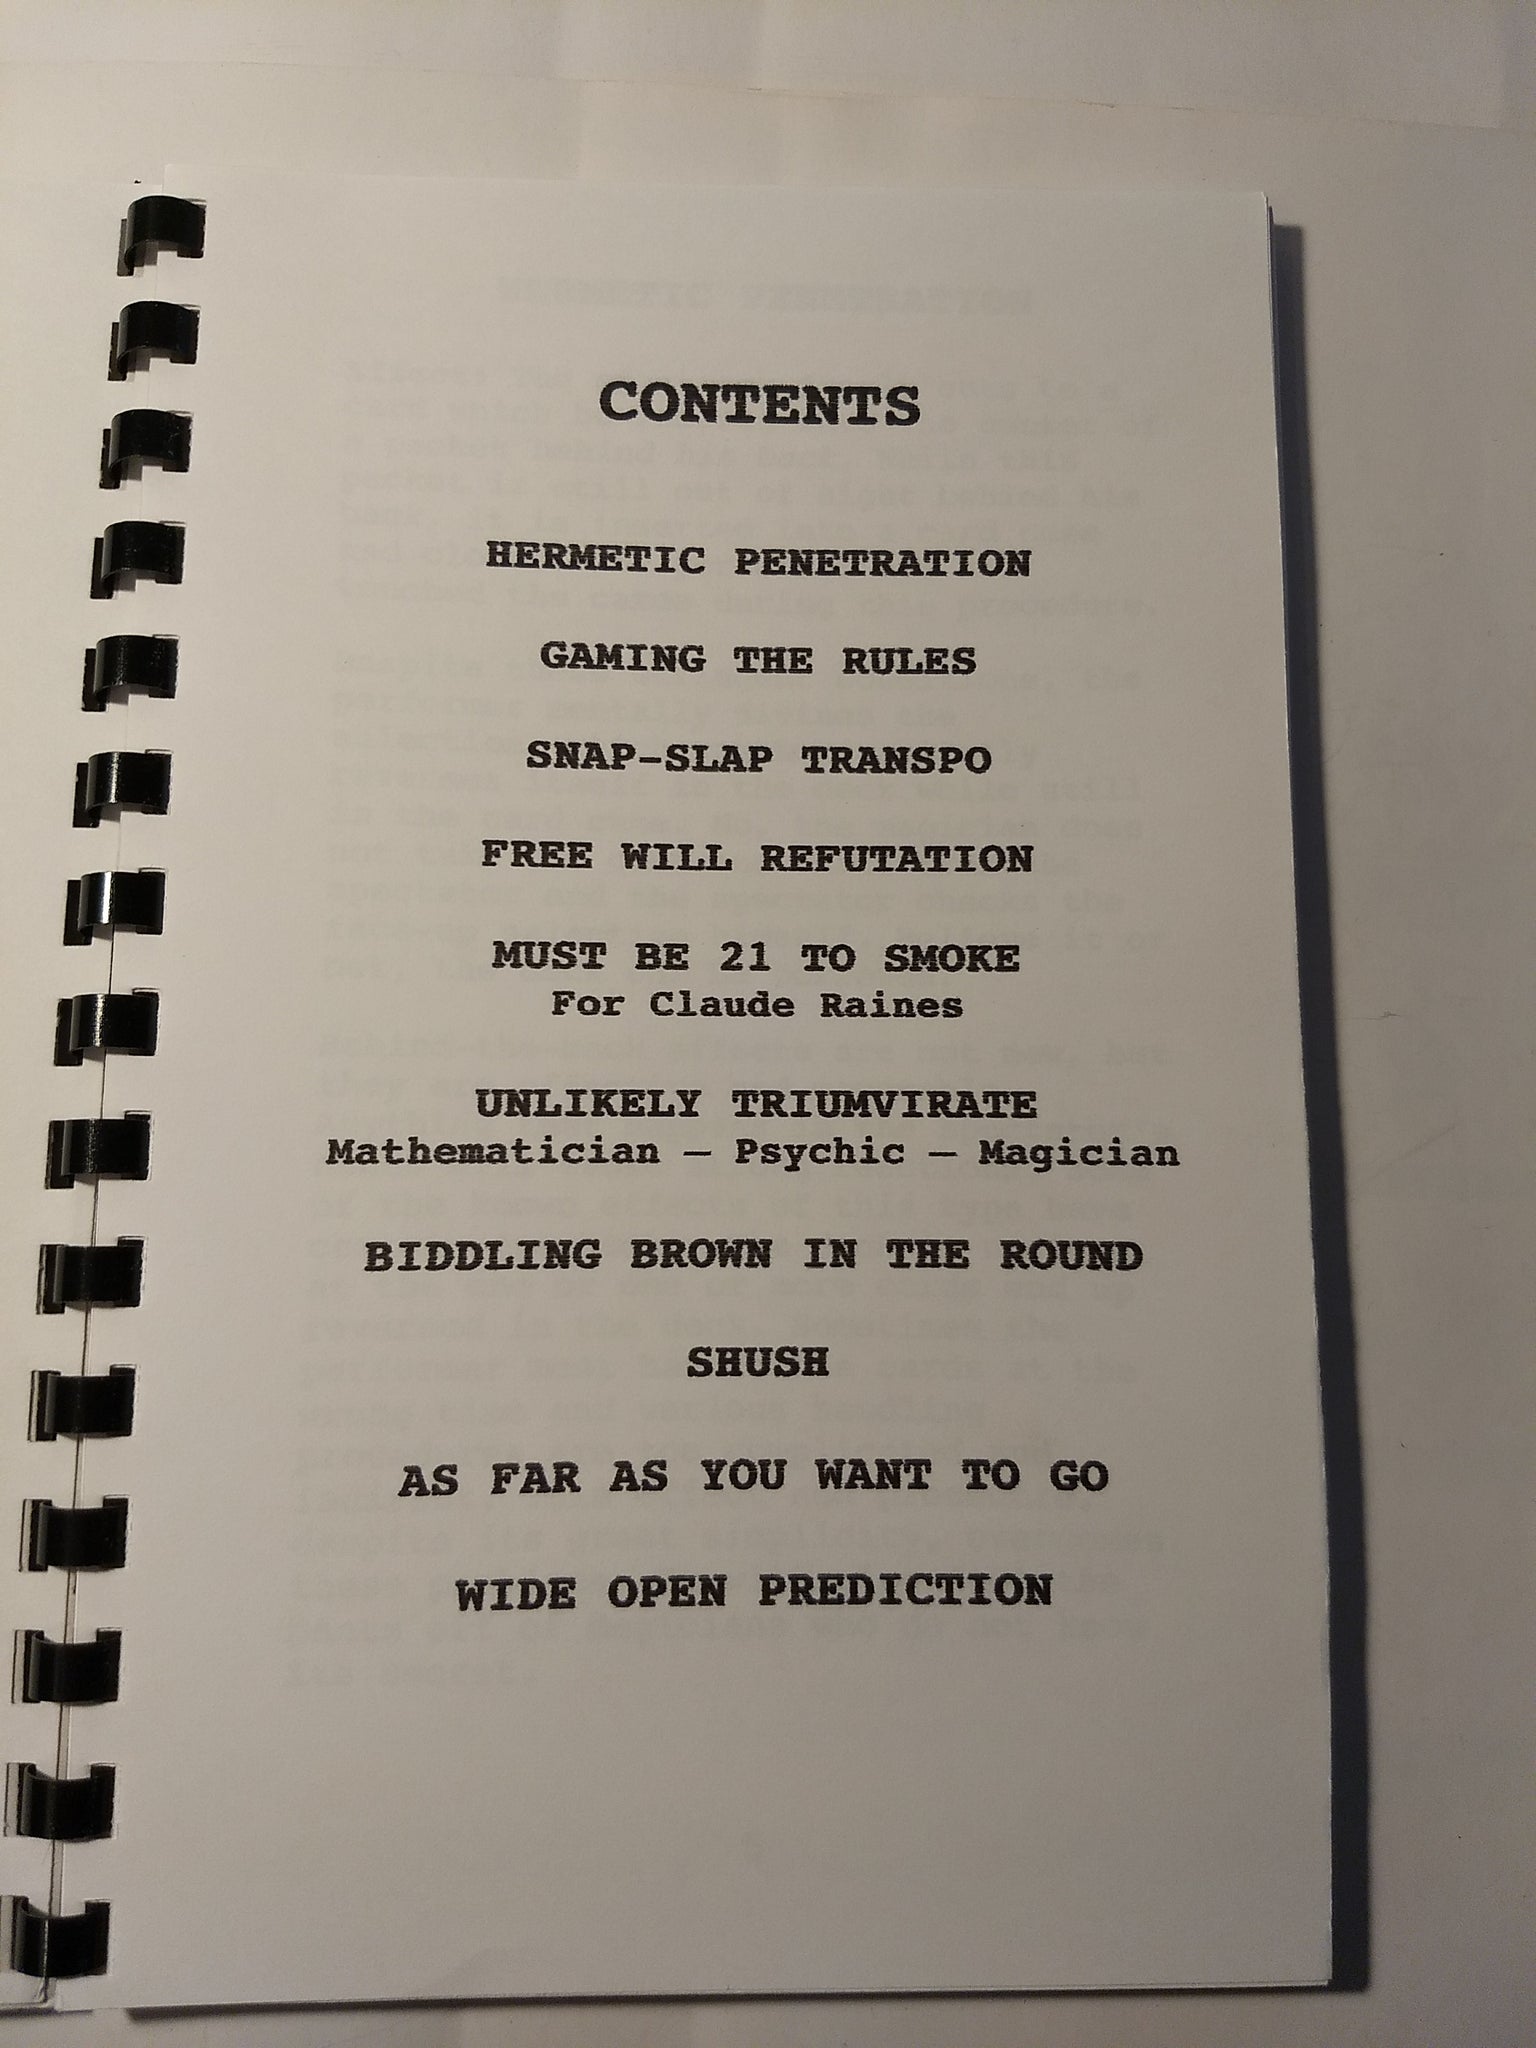 CONTENTS
HERMETIC PENETRATION
GAMING THE RULES
SNAP-SLAP TRANSPO
FREE WILL REFUTATION
MUST BE 21 TO SMOKE
For Claude Raines
UNLIKELY TRIUMVIRATE
Mathematician — Psychic — Magician
BIDDLING BROWN IN THE ROUND
SHUSH
AS FAR AS YOU WANT TO GO
WIDE OPEN PREDICTION